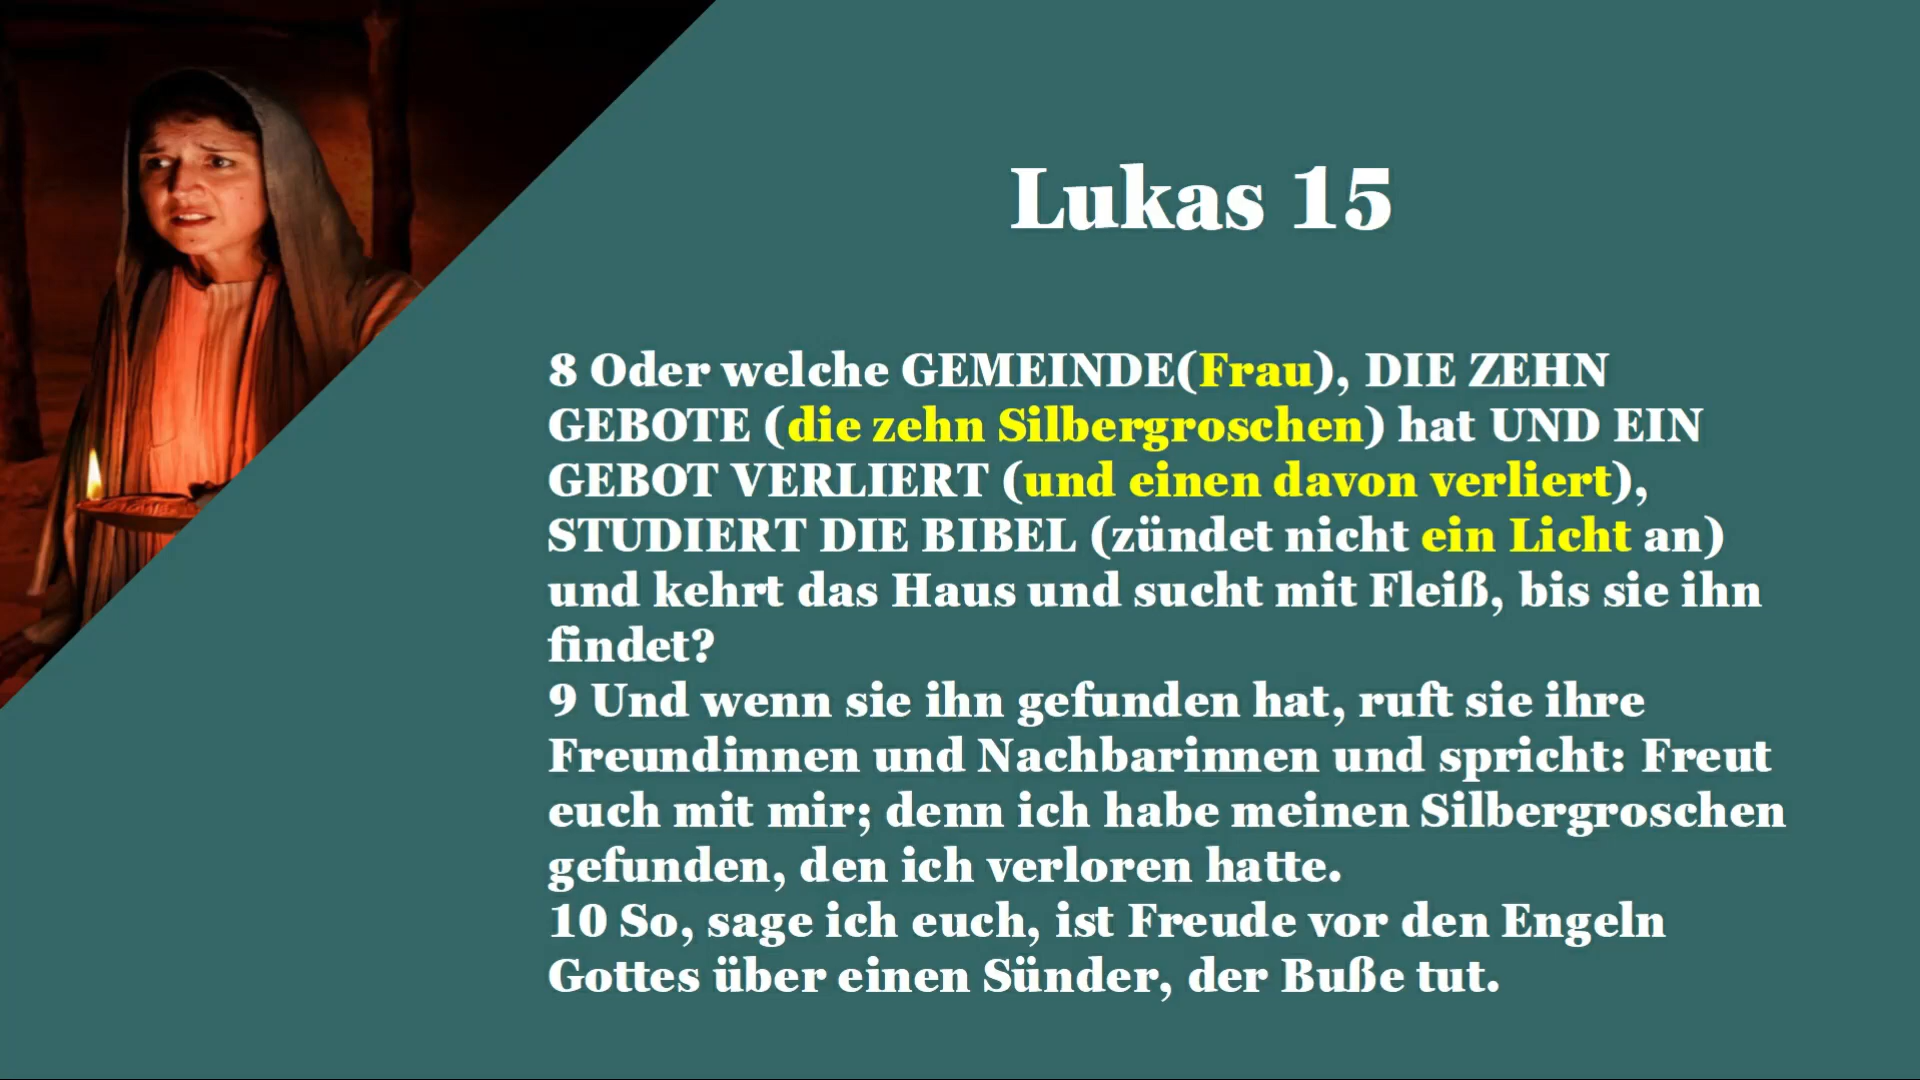 Lukas 15
8 Oder welche GEMEINDE(Frau), DIE ZEHN
GEBOTE (die zehn Silbergroschen) hat UND EIN
GEBOT VERLIERT (und einen davon verliert),
STUDIERT DIE BIBEL (zündet nicht ein Licht an)
und kehrt das Haus und sucht mit Fleiß, bis sie ihn
findet?
9 Und wenn sie ihn gefunden hat, ruft sie ihre
Freundinnen und Nachbarinnen und spricht: Freut
euch mit mir; denn ich habe meinen Silbergroschen
gefunden, den ich verloren hatte.
10 So, sage ich euch, ist Freude vor den Engeln
Gottes über einen Sünder, der Buße tut.